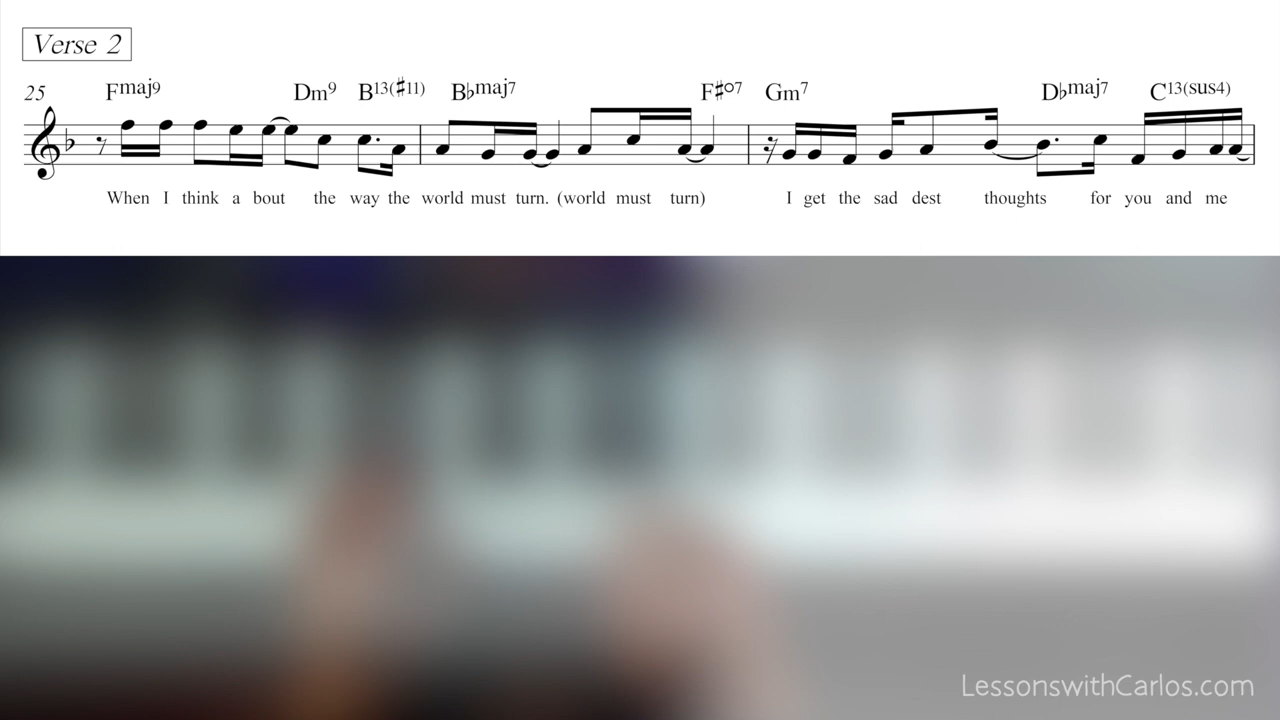 Verse 2
25 Fmaj9 Dm9 B13(♯11) B♭maj7 F♯o7 Gm7 D♭maj7 C13(sus4)
When I think a bout the way the world must turn. (world must turn) I get the sad dest thoughts for you and me
LessonswithCarlos.com